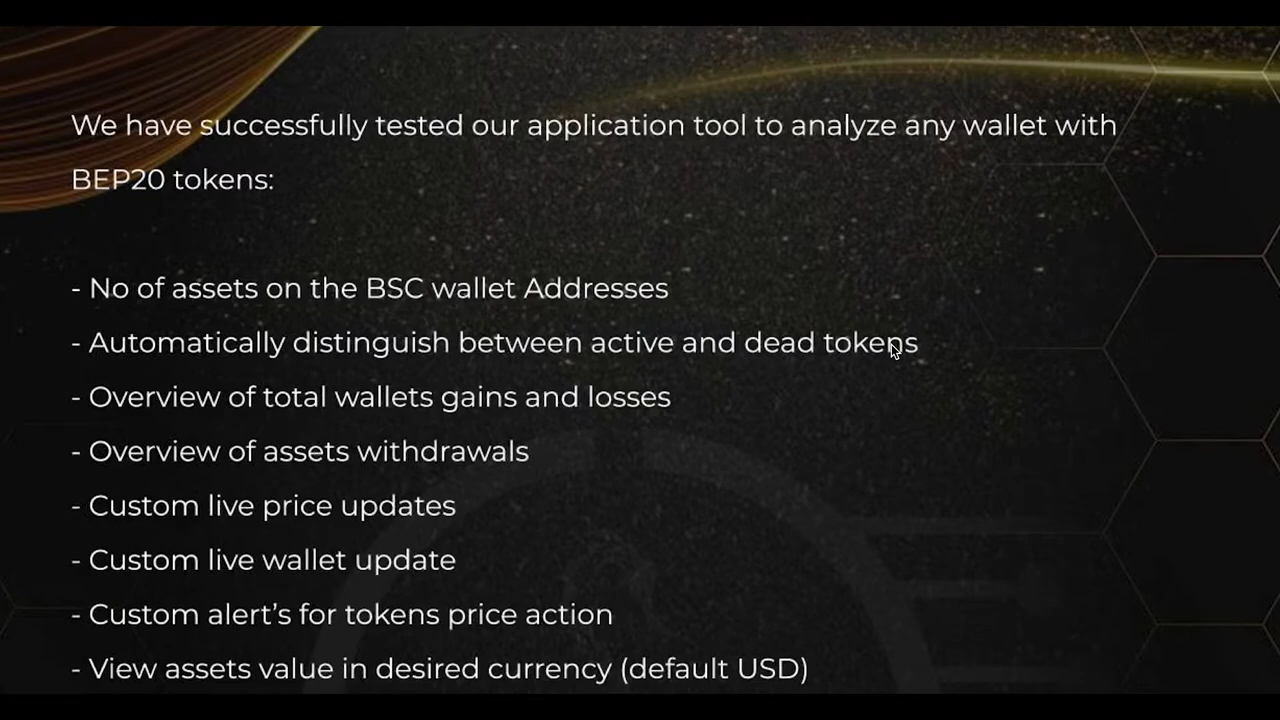 We have successfully tested our application tool to analyze any wallet with
BEP20 tokens:
- No of assets on the BSC wallet Addresses
- Automatically distinguish between active and dead tokens
- Overview of total wallets gains and losses
- Overview of assets withdrawals
- Custom live price updates
- Custom live wallet update
- Custom alert’s for tokens price action
- View assets value in desired currency (default USD)